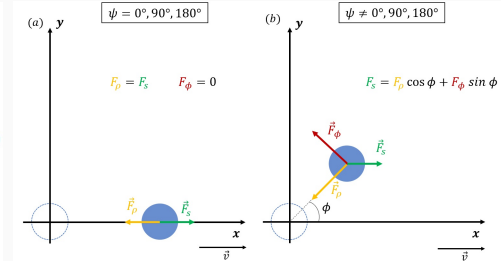 ψ = 0°, 90°, 180°
(a)
y
F_ρ = F_s F_ϕ = 0
F⃗_ρ
F⃗_s
x
v⃗
ψ ≠ 0°, 90°, 180°
(b)
y
F_s = F_ρ cos ϕ + F_ϕ sin ϕ
F⃗_ϕ
F⃗_s
F⃗_ρ
ϕ
x
v⃗